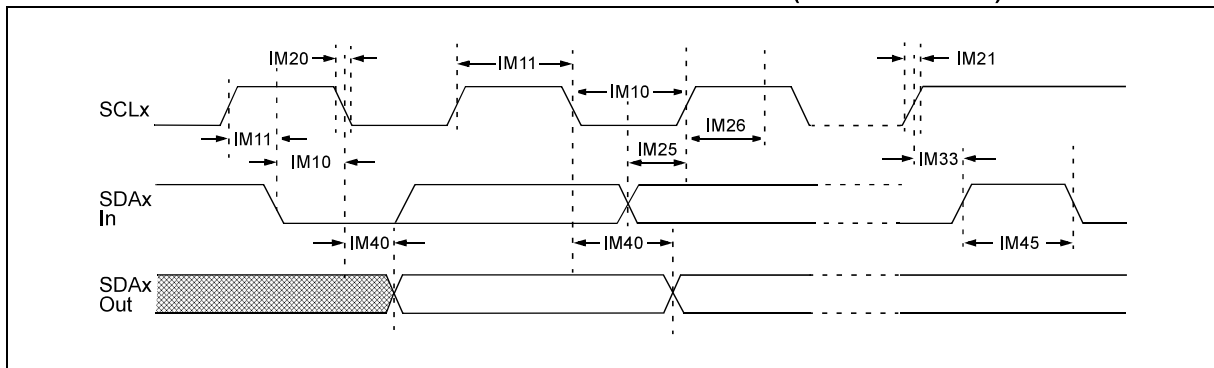 IM20
IM11
IM10
IM21
SCLx
IM11
IM10
IM26
IM25
IM33
SDAx
In
IM40
IM40
IM45
SDAx
Out